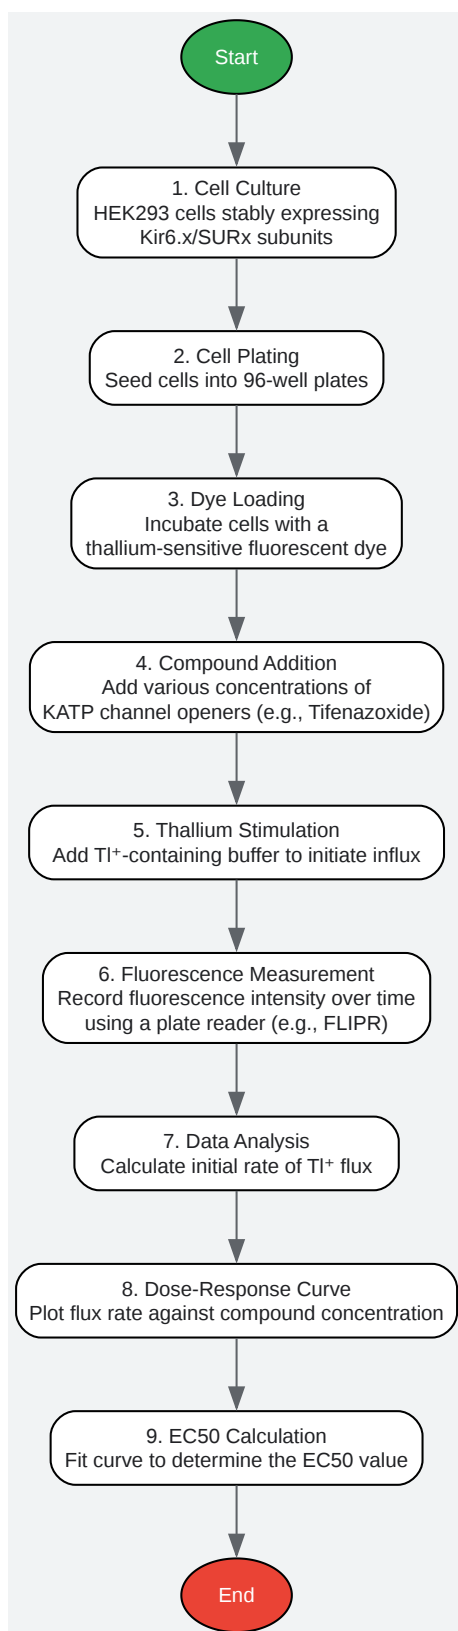 Start
1. Cell Culture
HEK293 cells stably expressing
Kir6.x/SURx subunits
2. Cell Plating
Seed cells into 96-well plates
3. Dye Loading
Incubate cells with a
thallium-sensitive fluorescent dye
4. Compound Addition
Add various concentrations of
KATP channel openers (e.g., Tifenazoxide)
5. Thallium Stimulation
Add Tl⁺-containing buffer to initiate influx
6. Fluorescence Measurement
Record fluorescence intensity over time
using a plate reader (e.g., FLIPR)
7. Data Analysis
Calculate initial rate of Tl⁺ flux
8. Dose-Response Curve
Plot flux rate against compound concentration
9. EC50 Calculation
Fit curve to determine the EC50 value
End